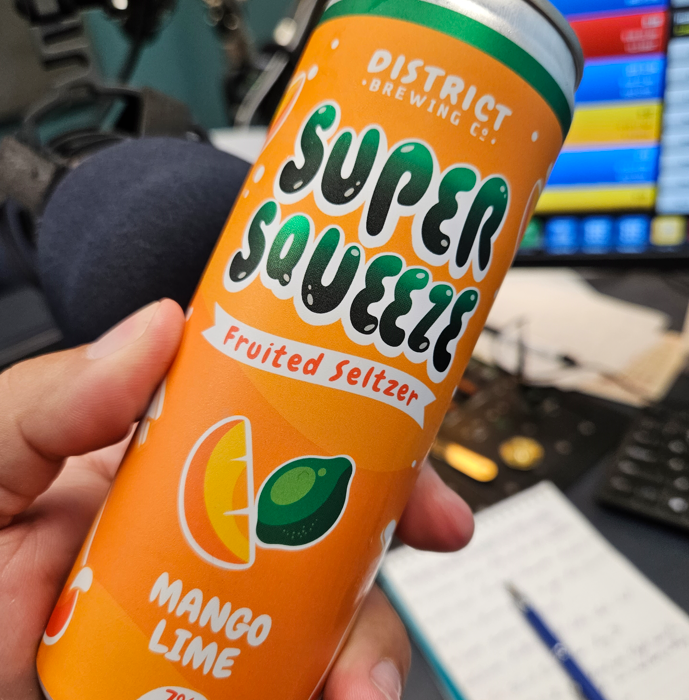 DISTRICT
·BREWING Cº·
SUPER
SQUEEZE
Fruited Seltzer
MANGO
LIME